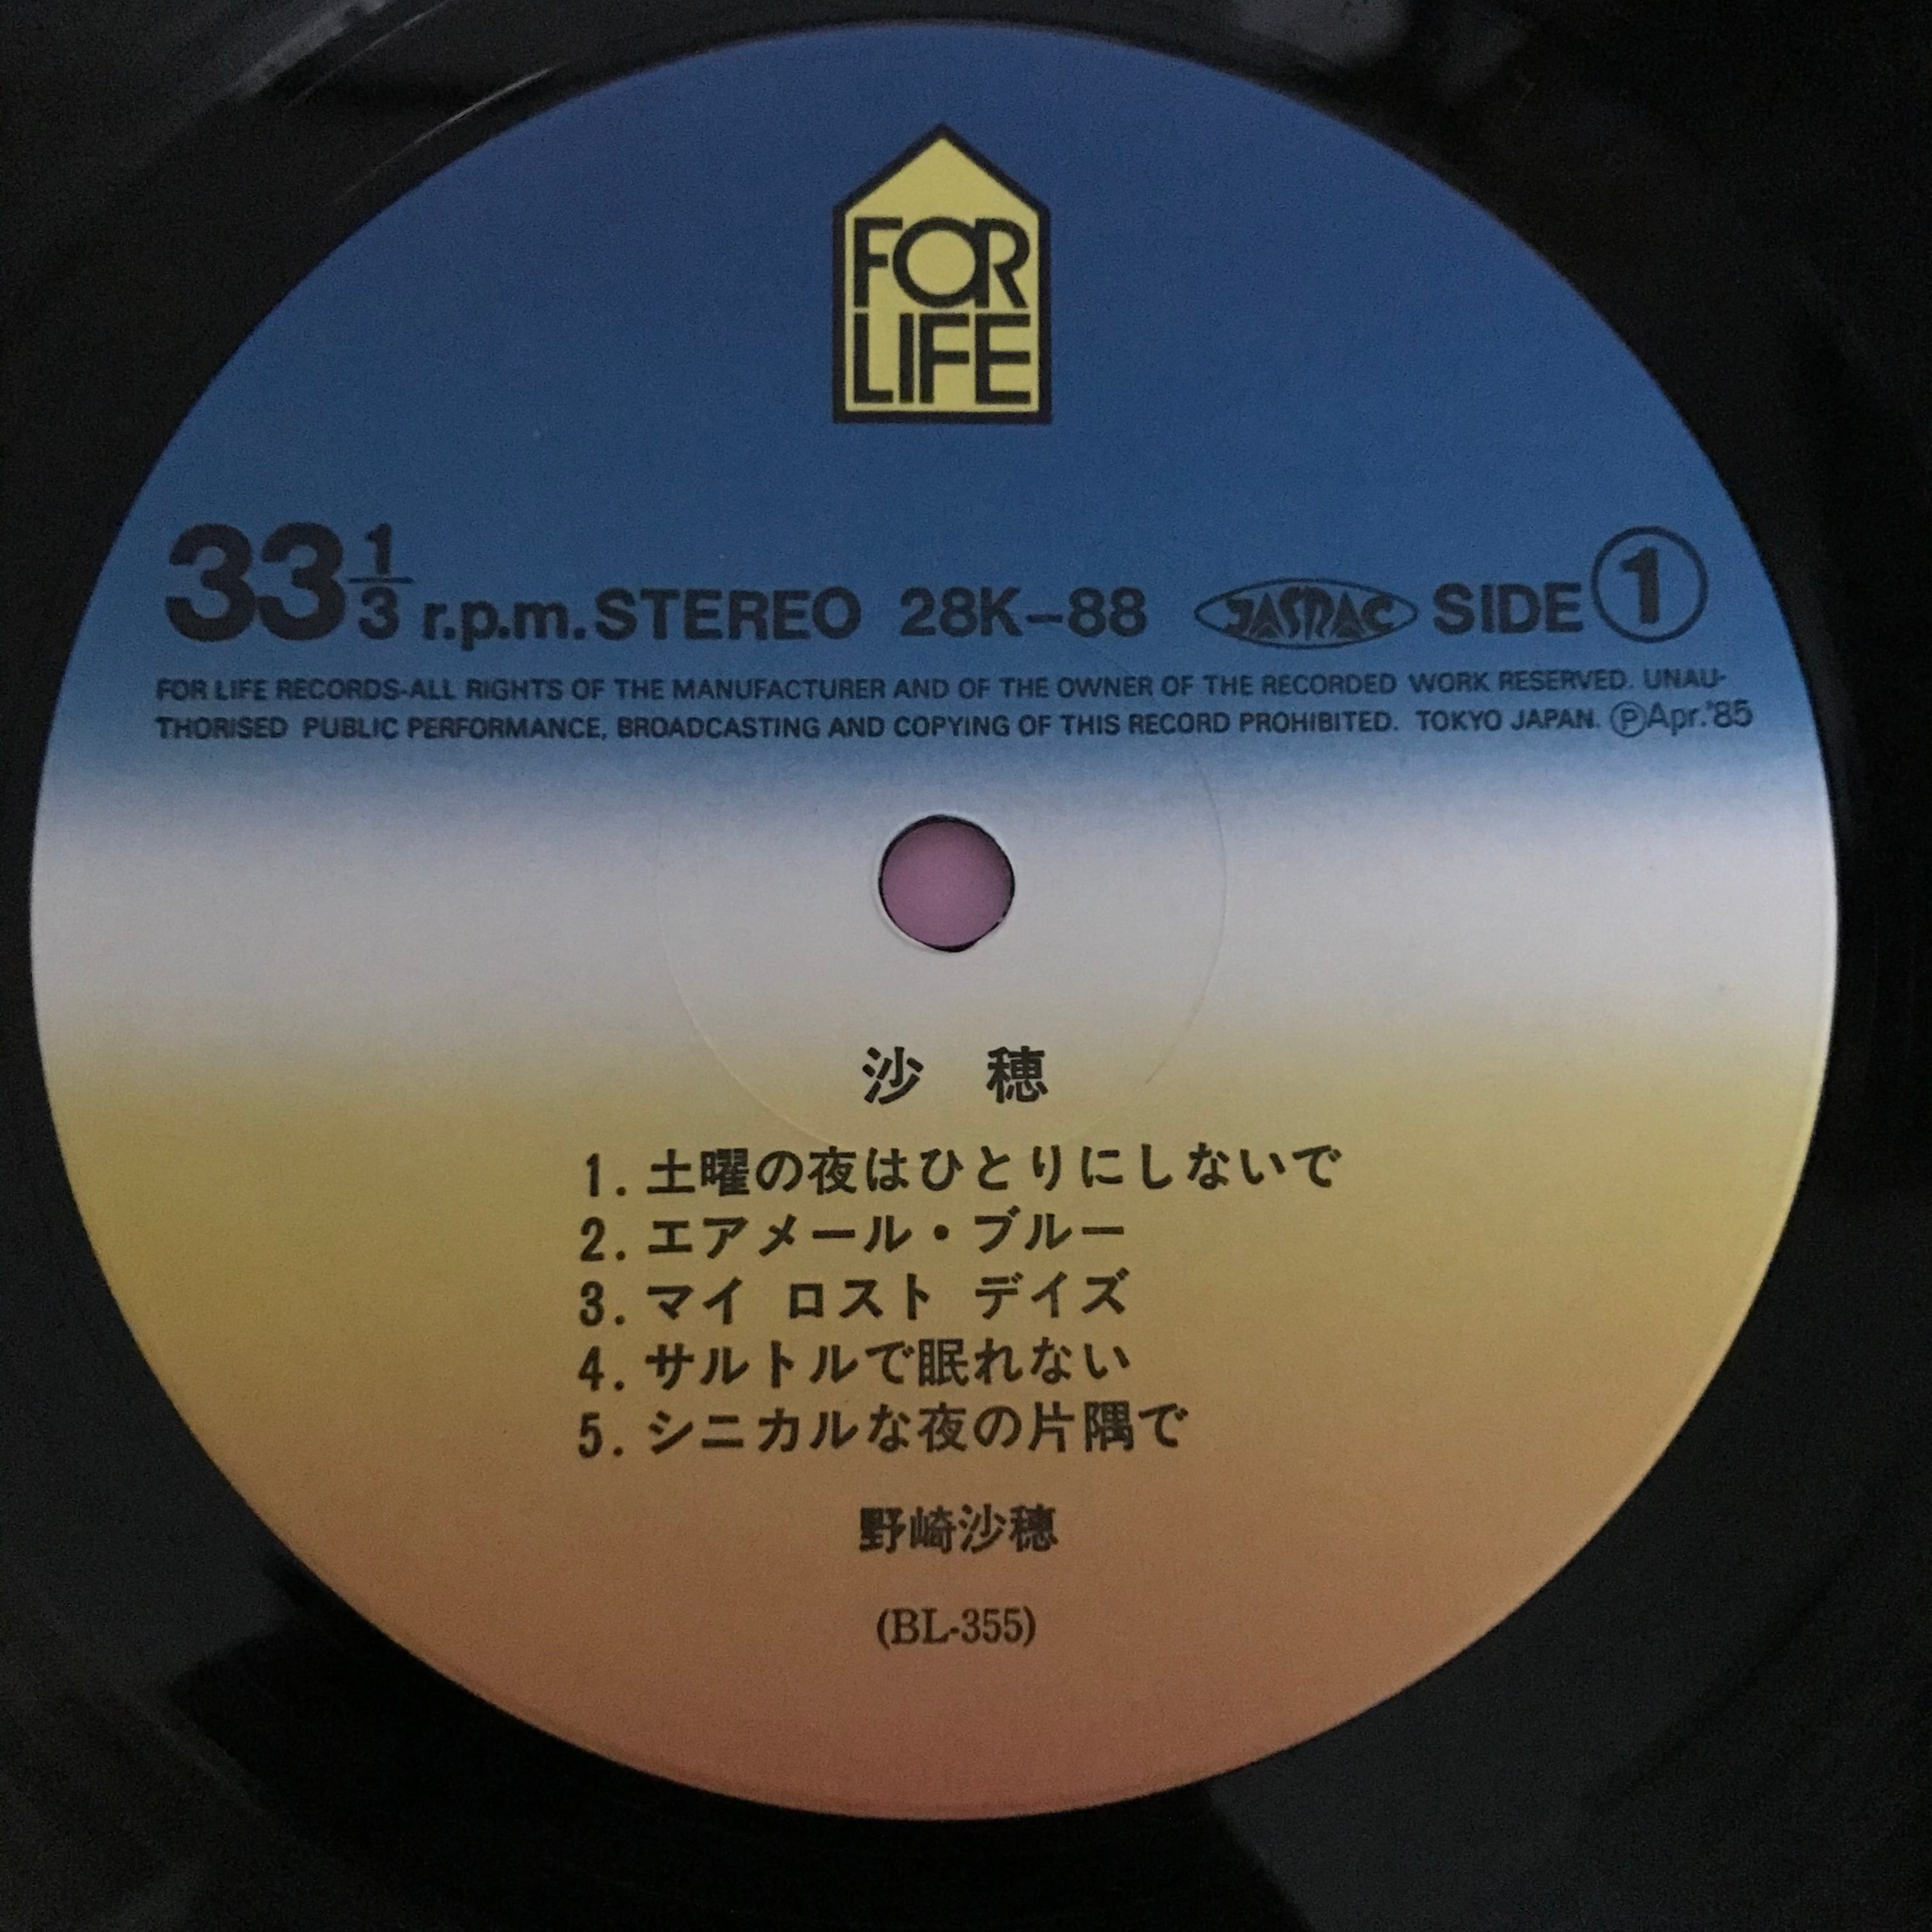 FOR
LIFE
33 1/3 r.p.m. STEREO 28K-88 JASRAC SIDE ①
FOR LIFE RECORDS-ALL RIGHTS OF THE MANUFACTURER AND OF THE OWNER OF THE RECORDED WORK RESERVED. UNAU-
THORISED PUBLIC PERFORMANCE, BROADCASTING AND COPYING OF THIS RECORD PROHIBITED. TOKYO JAPAN. ⓅApr.'85
沙 穂
1. 土曜の夜はひとりにしないで
2. エアメール・ブルー
3. マイ ロスト デイズ
4. サルトルで眠れない
5. シニカルな夜の片隅で
野崎沙穂
(BL-355)